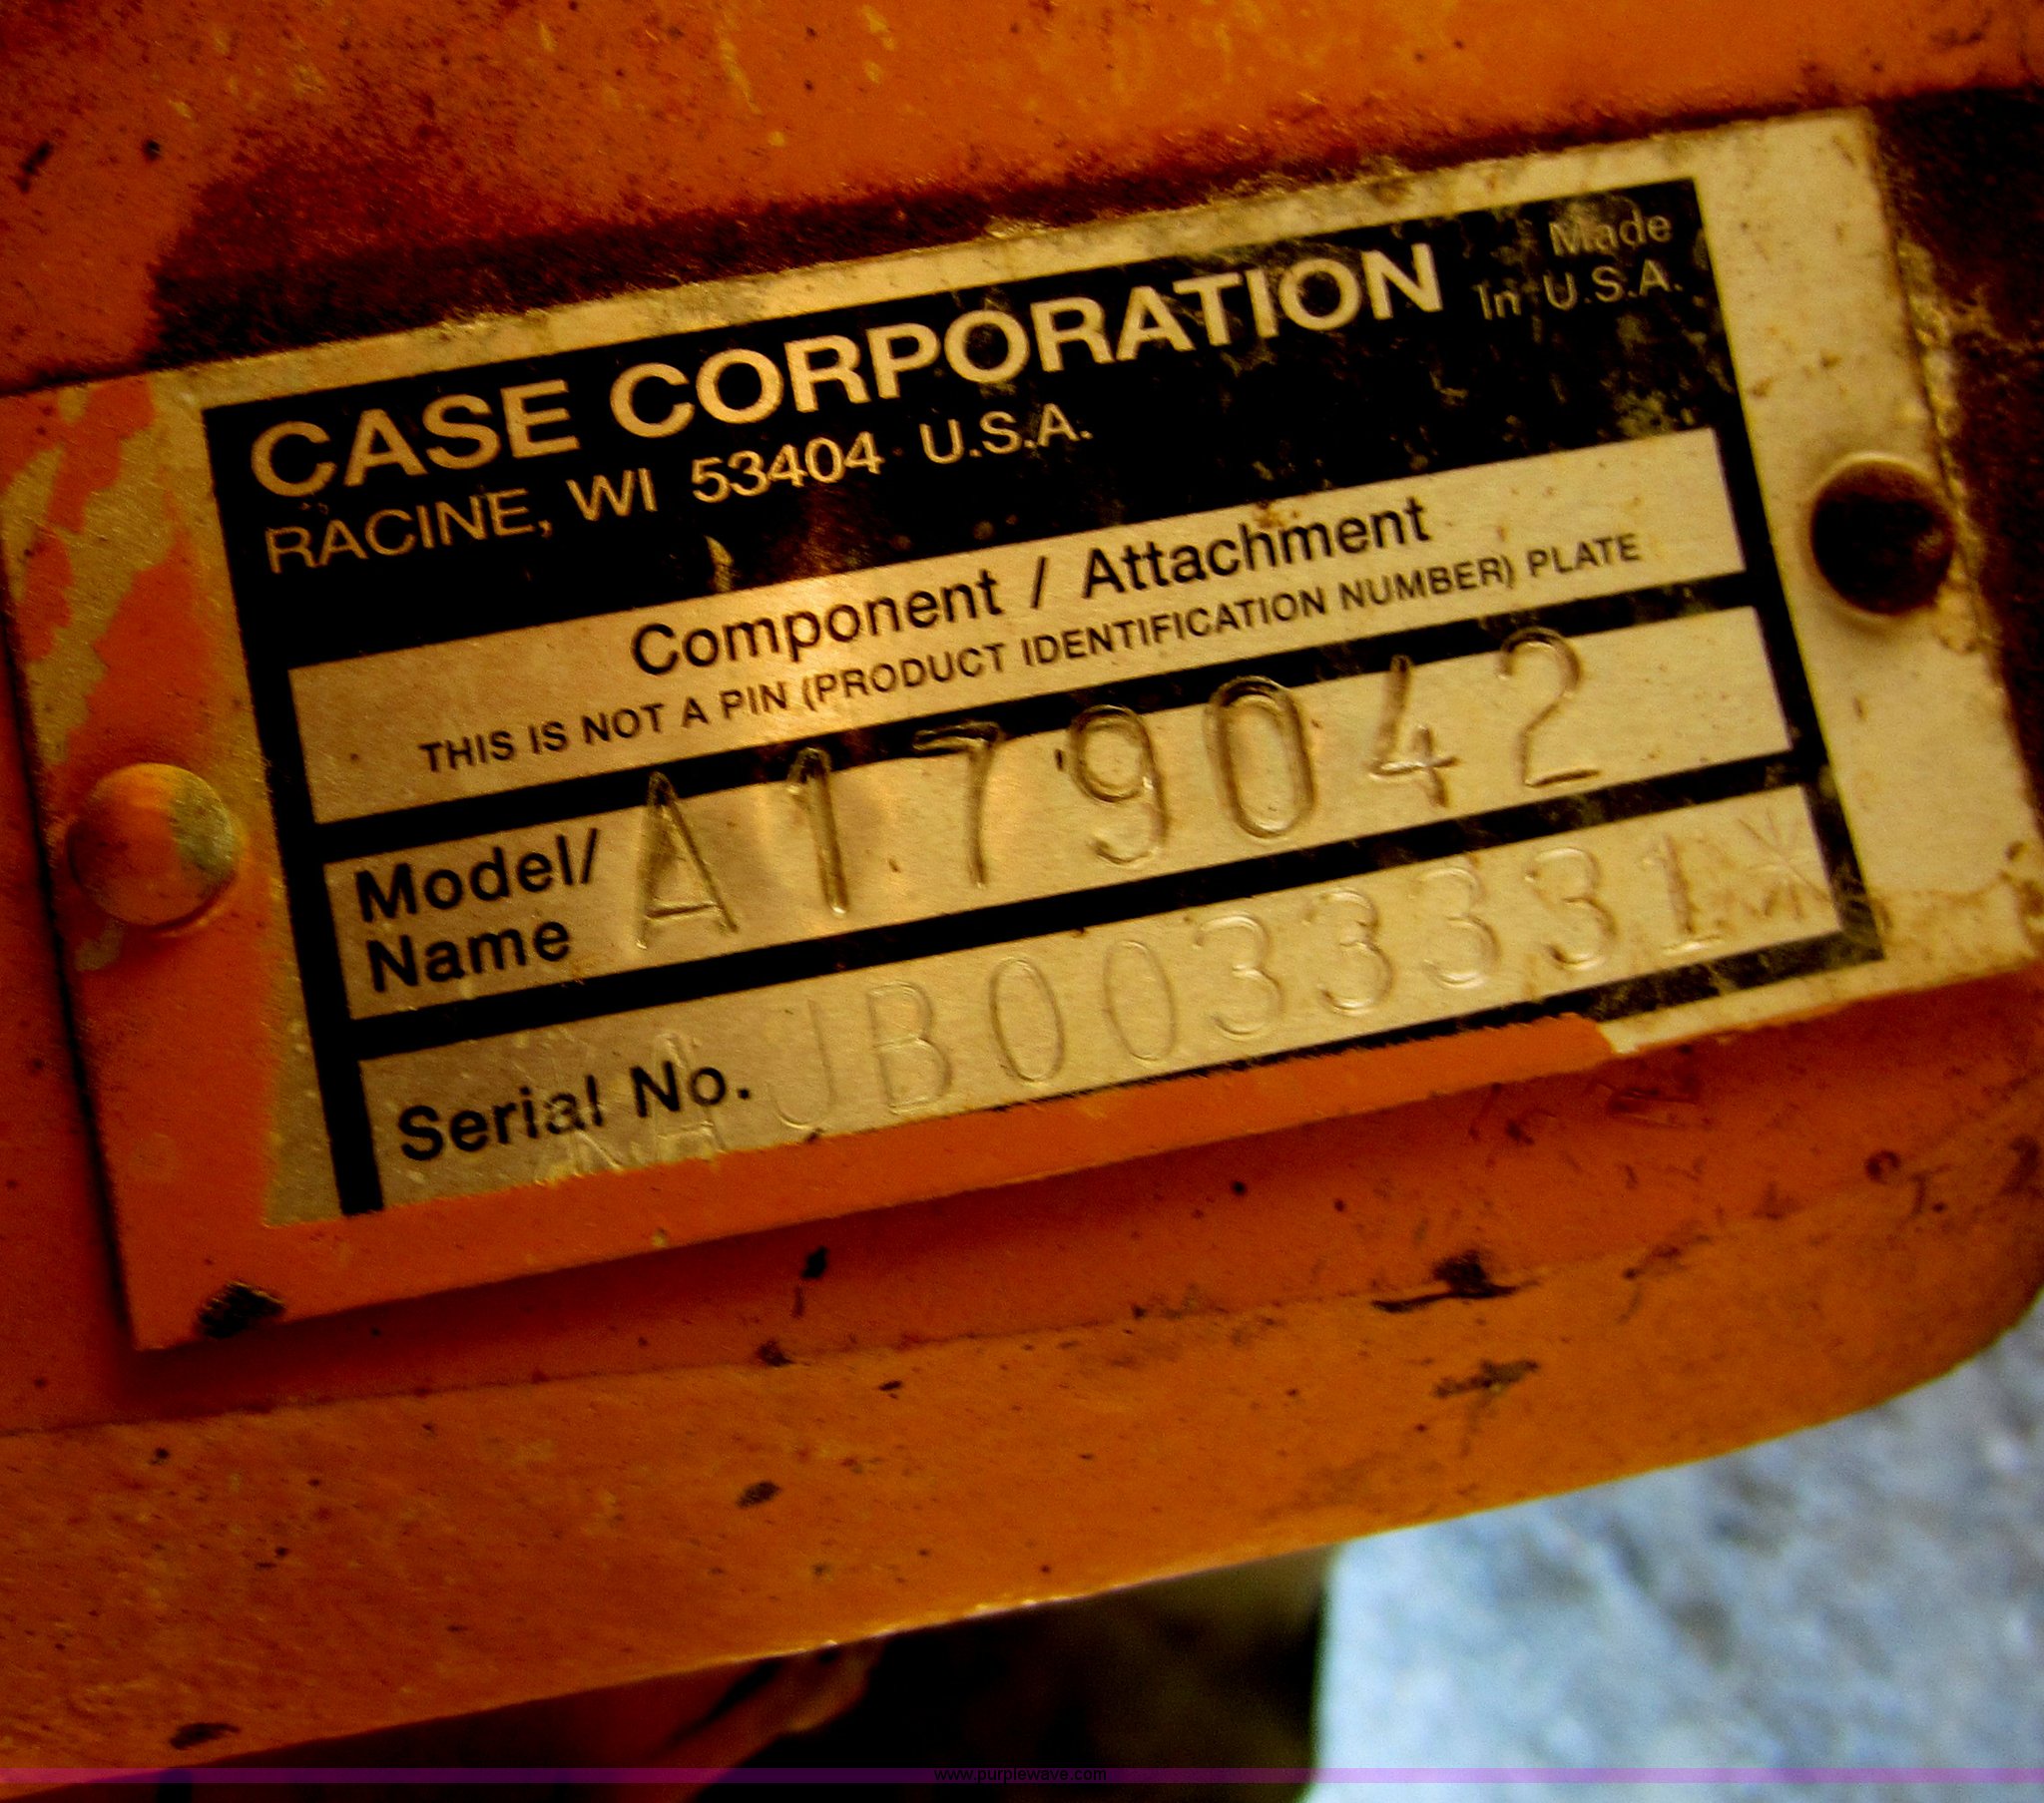 CASE CORPORATION
Made
In U.S.A.
RACINE, WI 53404 U.S.A.
Component / Attachment
THIS IS NOT A PIN (PRODUCT IDENTIFICATION NUMBER) PLATE
Model/
Name A179042
Serial No. JJB0033331*
www.purplewave.com